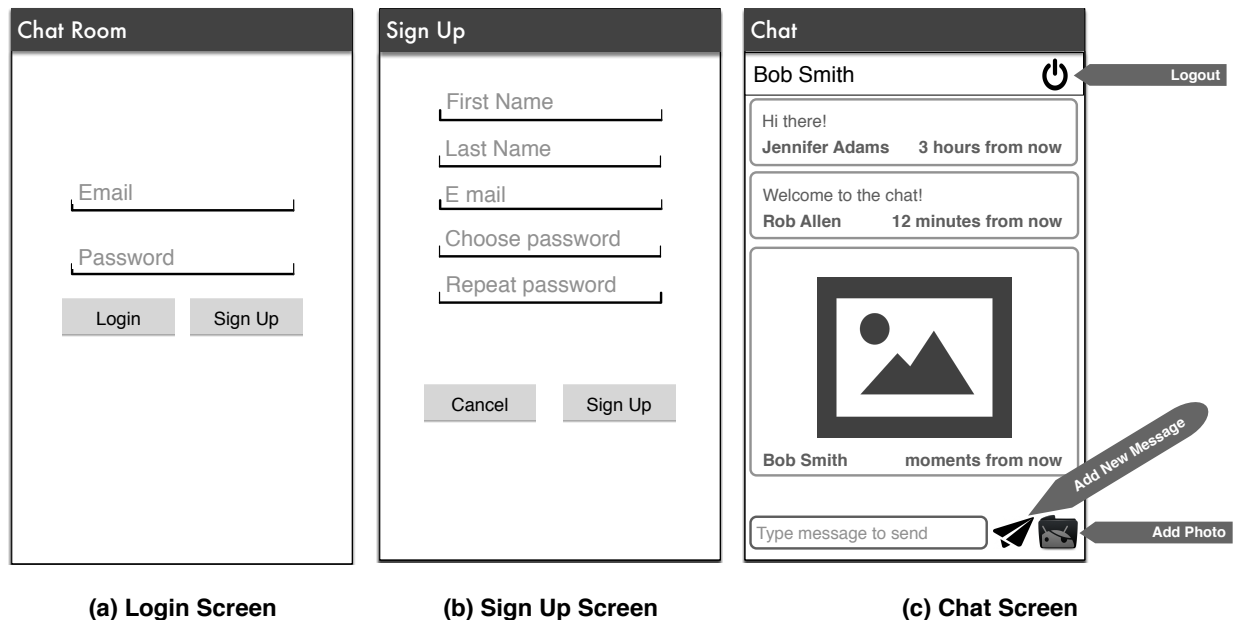 Chat Room
Email
Password
Login Sign Up
(a) Login Screen
Sign Up
First Name
Last Name
E mail
Choose password
Repeat password
Cancel Sign Up
(b) Sign Up Screen
Chat
Bob Smith
Logout
Hi there!
Jennifer Adams 3 hours from now
Welcome to the chat!
Rob Allen 12 minutes from now
Bob Smith moments from now
Add New Message
Type message to send
Add Photo
(c) Chat Screen